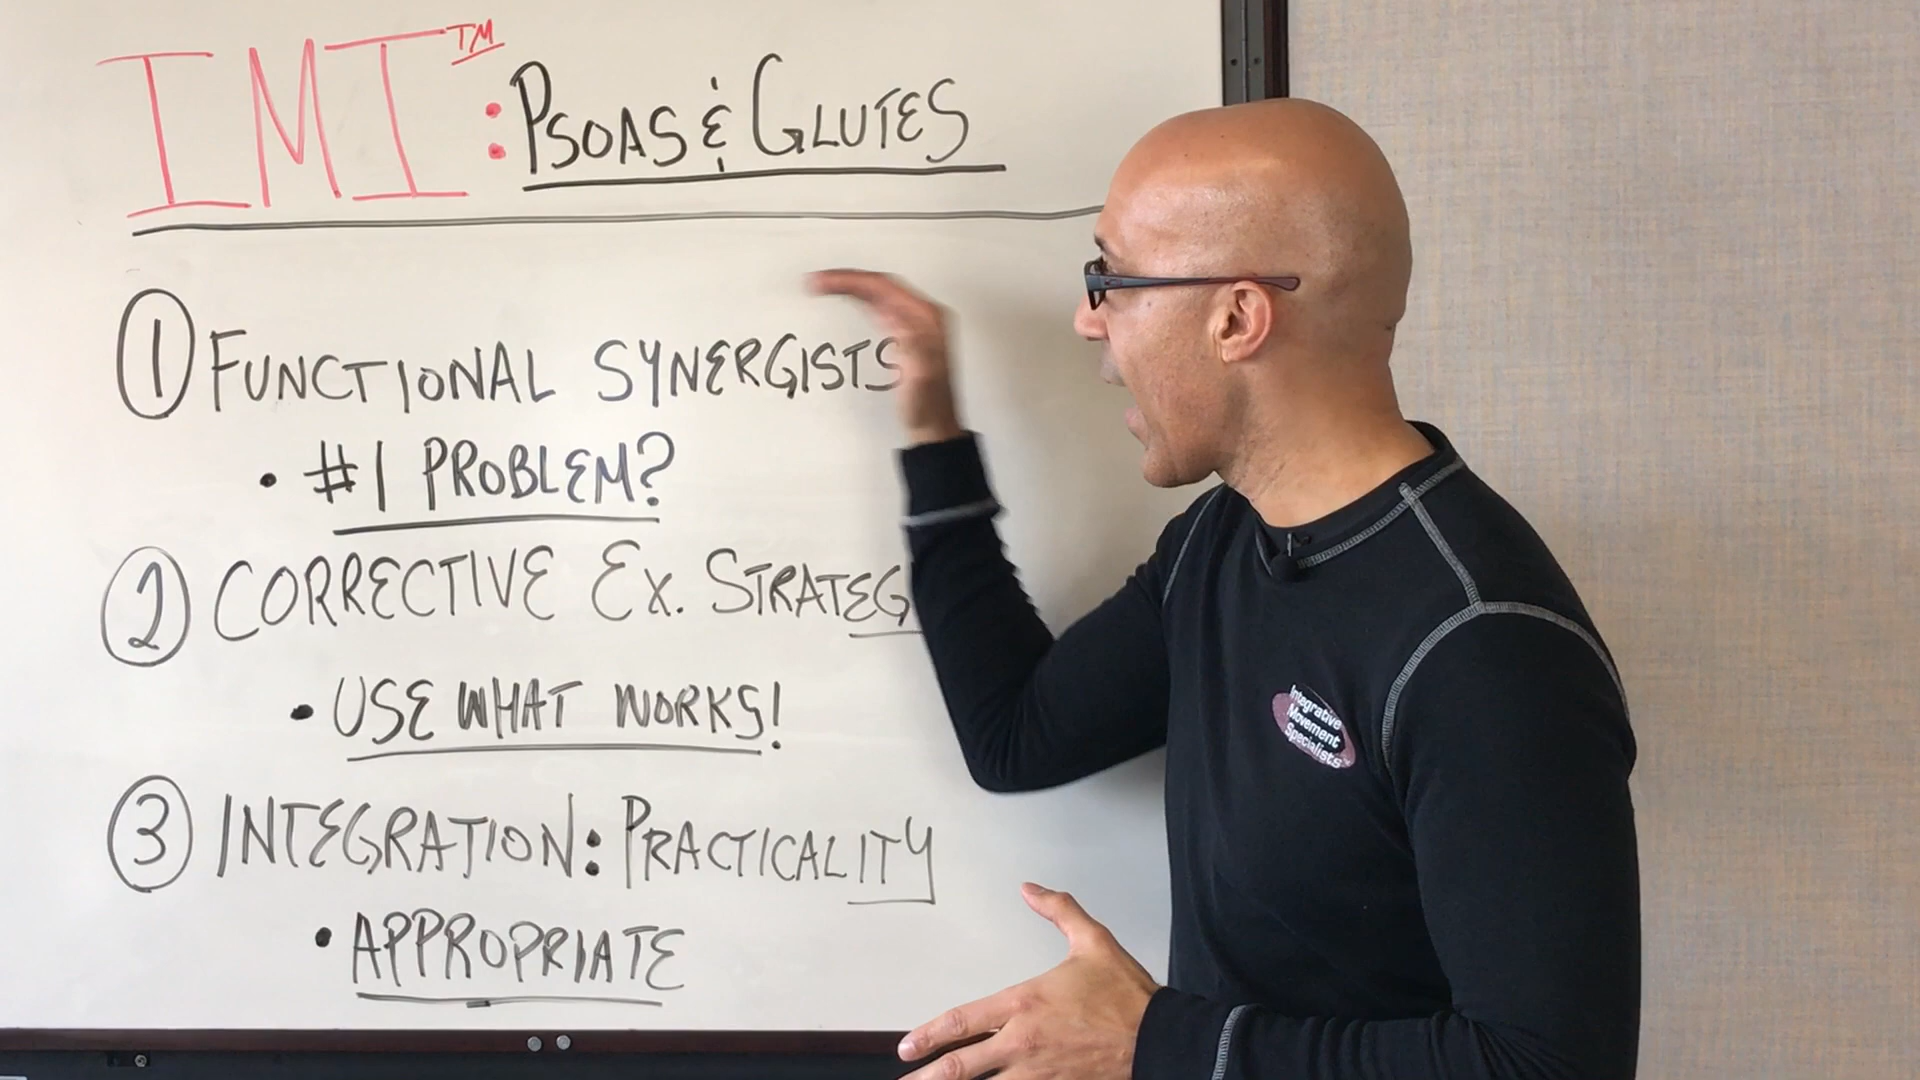 IMI™: PSOAS & GLUTES
1 FUNCTIONAL SYNERGISTS
• #1 PROBLEM?
2 CORRECTIVE EX. STRATEG
• USE WHAT WORKS!
3 INTEGRATION: PRACTICALITY
• APPROPRIATE
Integrative
Movement
Specialists